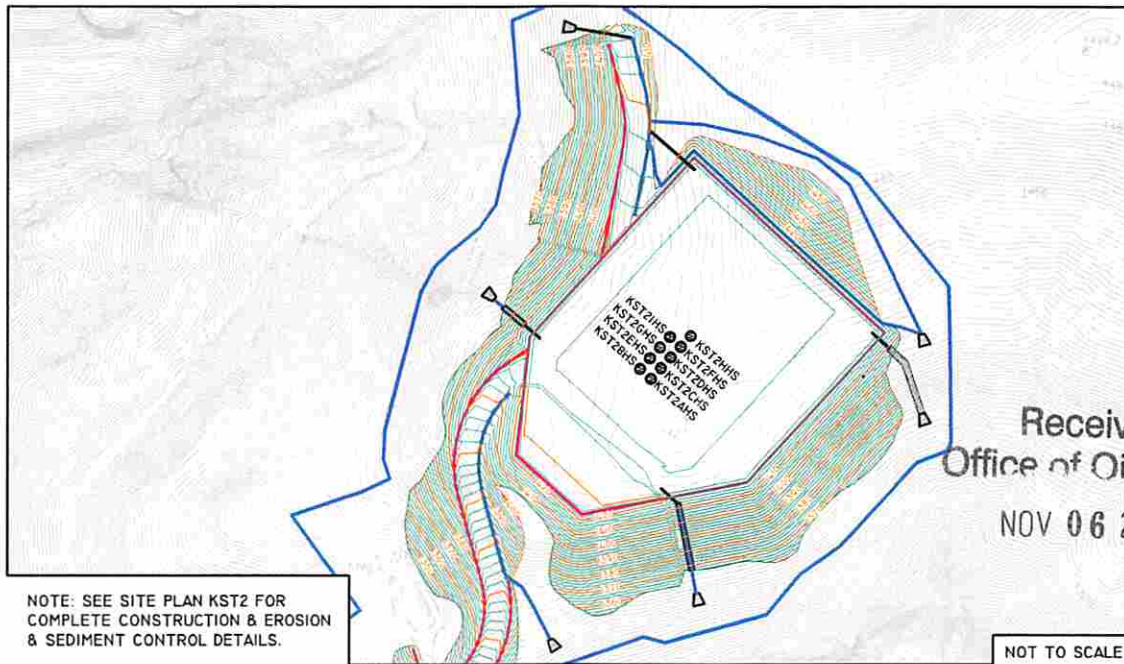 KST2IHS
KST2GHS
KST2EHS
KST2BHS
KST2HHS
KST2FHS
KST2DHS
KST2CHS
KST2AHS
Receiv
Office of Oi
NOV 06 2
NOTE: SEE SITE PLAN KST2 FOR
COMPLETE CONSTRUCTION & EROSION
& SEDIMENT CONTROL DETAILS.
NOT TO SCALE